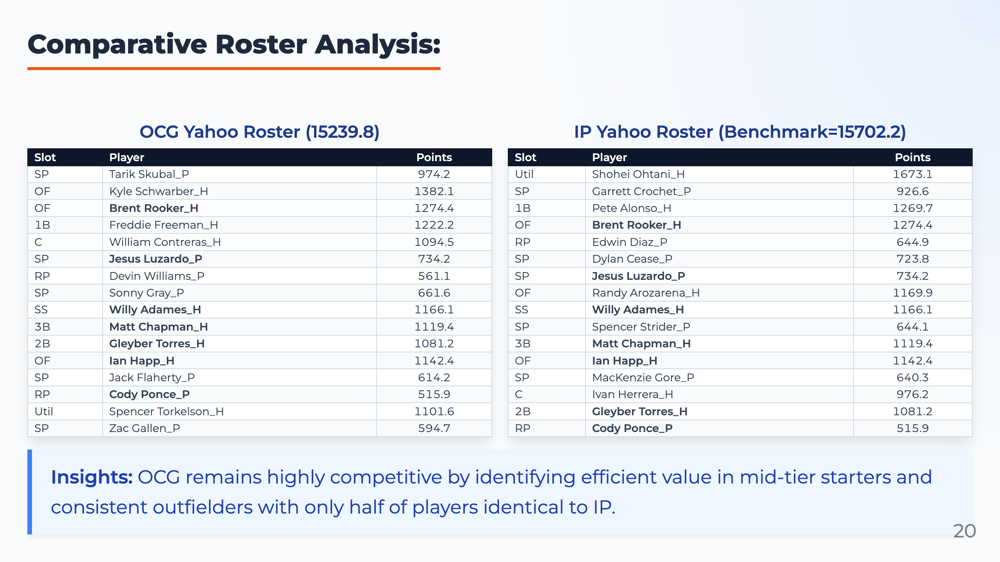 Comparative Roster Analysis:
OCG Yahoo Roster (15239.8)
Slot Player Points
SP Tarik Skubal_P 974.2
OF Kyle Schwarber_H 1382.1
OF Brent Rooker_H 1274.4
1B Freddie Freeman_H 1222.2
C William Contreras_H 1094.5
SP Jesus Luzardo_P 734.2
RP Devin Williams_P 561.1
SP Sonny Gray_P 661.6
SS Willy Adames_H 1166.1
3B Matt Chapman_H 1119.4
2B Gleyber Torres_H 1081.2
OF Ian Happ_H 1142.4
SP Jack Flaherty_P 614.2
RP Cody Ponce_P 515.9
Util Spencer Torkelson_H 1101.6
SP Zac Gallen_P 594.7
IP Yahoo Roster (Benchmark=15702.2)
Slot Player Points
Util Shohei Ohtani_H 1673.1
SP Garrett Crochet_P 926.6
1B Pete Alonso_H 1269.7
OF Brent Rooker_H 1274.4
RP Edwin Diaz_P 644.9
SP Dylan Cease_P 723.8
SP Jesus Luzardo_P 734.2
OF Randy Arozarena_H 1169.9
SS Willy Adames_H 1166.1
SP Spencer Strider_P 644.1
3B Matt Chapman_H 1119.4
OF Ian Happ_H 1142.4
SP MacKenzie Gore_P 640.3
C Ivan Herrera_H 976.2
2B Gleyber Torres_H 1081.2
RP Cody Ponce_P 515.9
Insights: OCG remains highly competitive by identifying efficient value in mid-tier starters and
consistent outfielders with only half of players identical to IP.
20